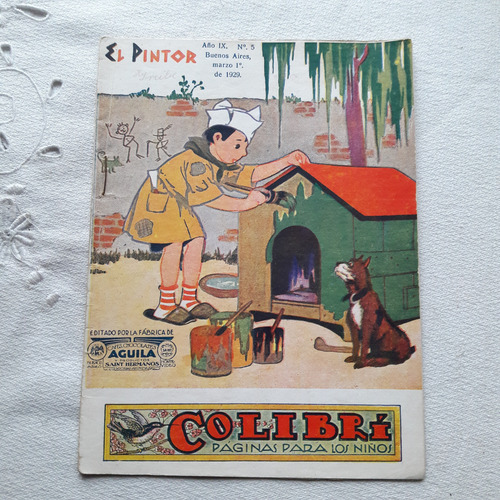 EL PINTOR
Año IX. Nº. 5
Buenos Aires,
marzo 1º.
de 1929.
EDITADO POR LA FÁBRICA DE
AGUILA
SAINT HERMANOS
COLIBRÍ
PÁGINAS PARA LOS NIÑOS